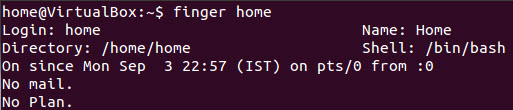 home@VirtualBox:~$ finger home
Login: home                             Name: Home
Directory: /home/home                   Shell: /bin/bash
On since Mon Sep  3 22:57 (IST) on pts/0 from :0
No mail.
No Plan.